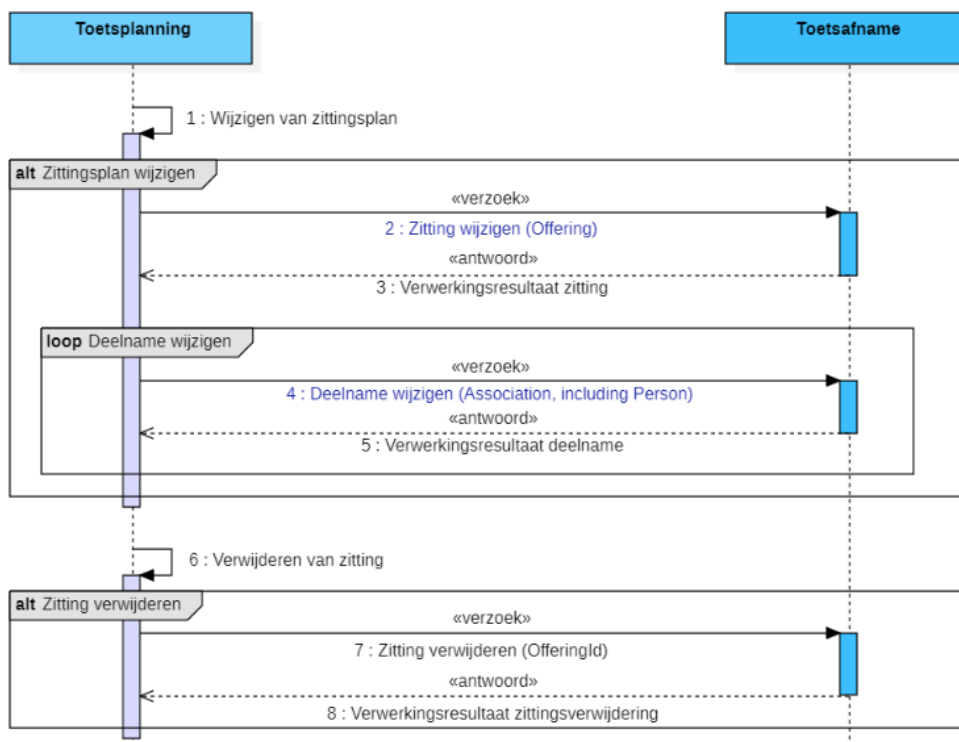 Toetsplanning
Toetsafname
1 : Wijzigen van zittingsplan
alt Zittingsplan wijzigen
«verzoek»
2 : Zitting wijzigen (Offering)
«antwoord»
3 : Verwerkingsresultaat zitting
loop Deelname wijzigen
«verzoek»
4 : Deelname wijzigen (Association, including Person)
«antwoord»
5 : Verwerkingsresultaat deelname
6 : Verwijderen van zitting
alt Zitting verwijderen
«verzoek»
7 : Zitting verwijderen (OfferingId)
«antwoord»
8 : Verwerkingsresultaat zittingsverwijdering